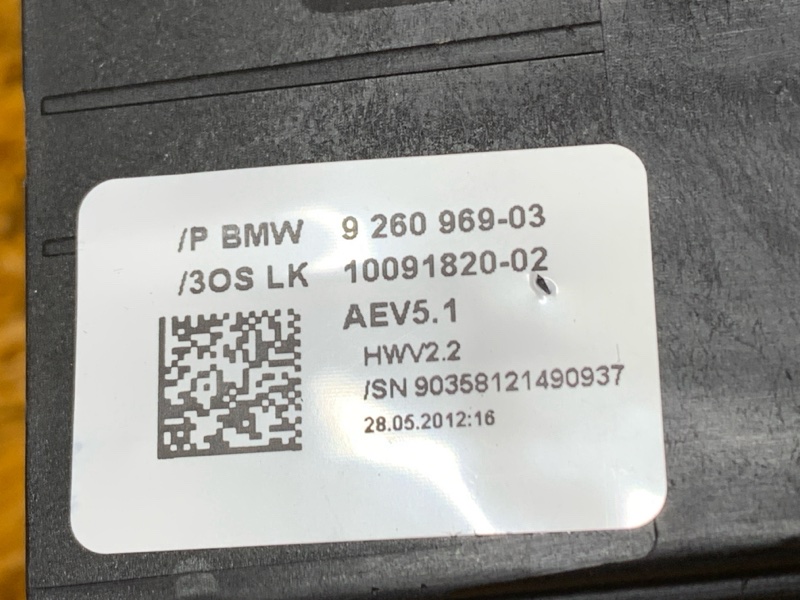 /P BMW 9 260 969-03
/3OS LK 10091820-02
AEV5.1
HWV2.2
/SN 90358121490937
28.05.2012:16